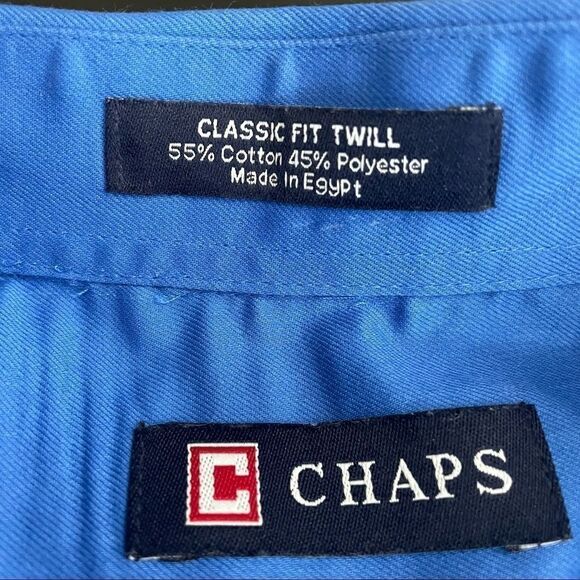 CLASSIC FIT TWILL
55% Cotton 45% Polyester
Made In Egypt
C CHAPS